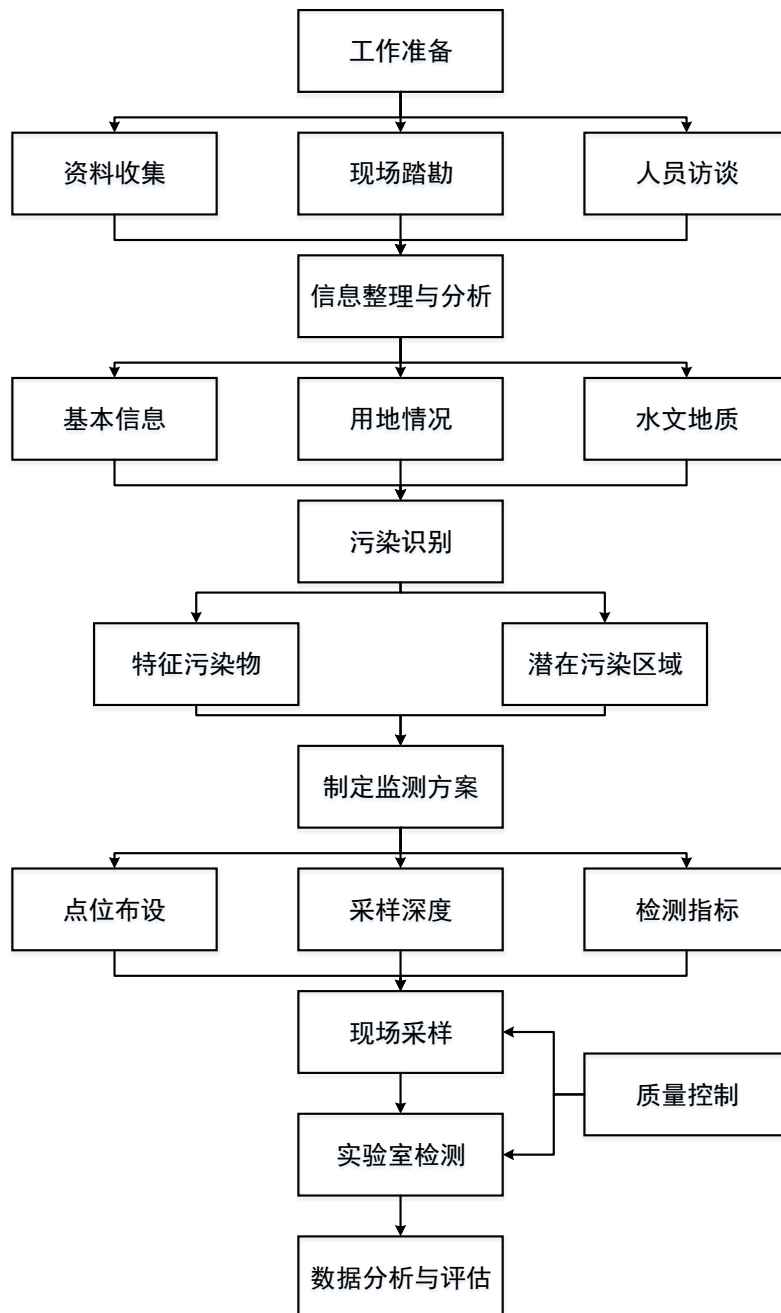 工作准备
资料收集
现场踏勘
人员访谈
信息整理与分析
基本信息
用地情况
水文地质
污染识别
特征污染物
潜在污染区域
制定监测方案
点位布设
采样深度
检测指标
现场采样
质量控制
实验室检测
数据分析与评估